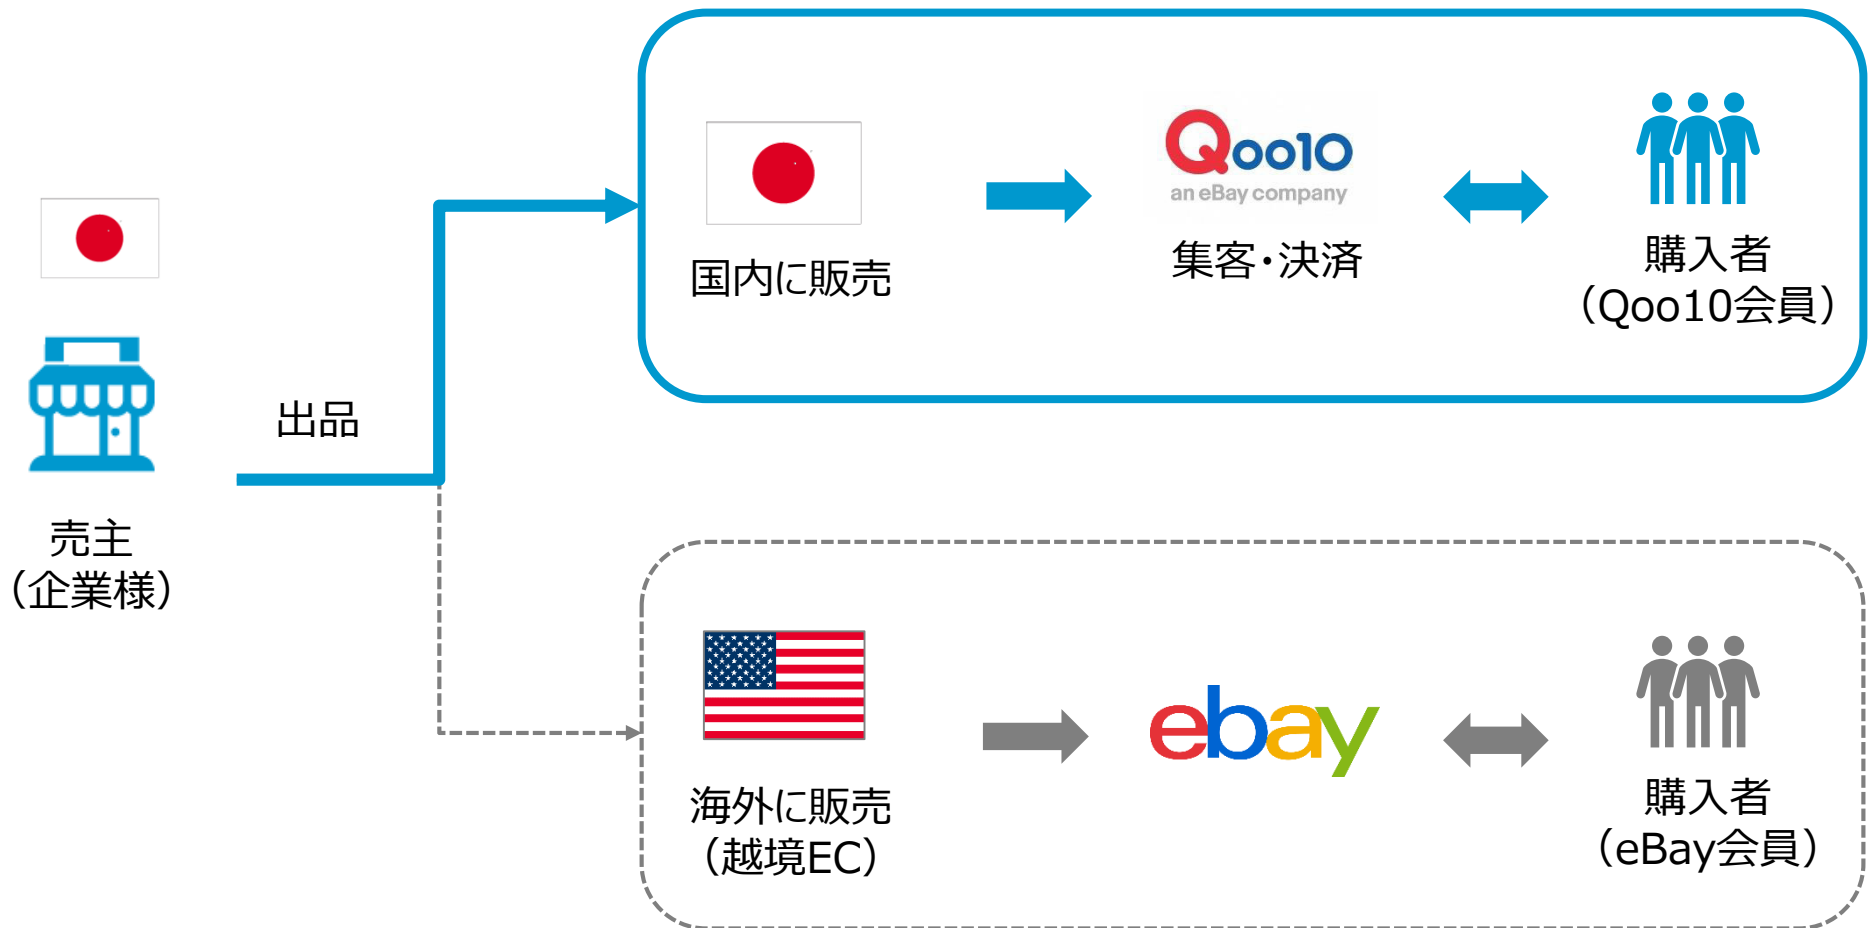 売主
（企業様）
出品
国内に販売
Qoo10
an eBay company
集客・決済
購入者
（Qoo10会員）
海外に販売
（越境EC）
ebay
購入者
（eBay会員）